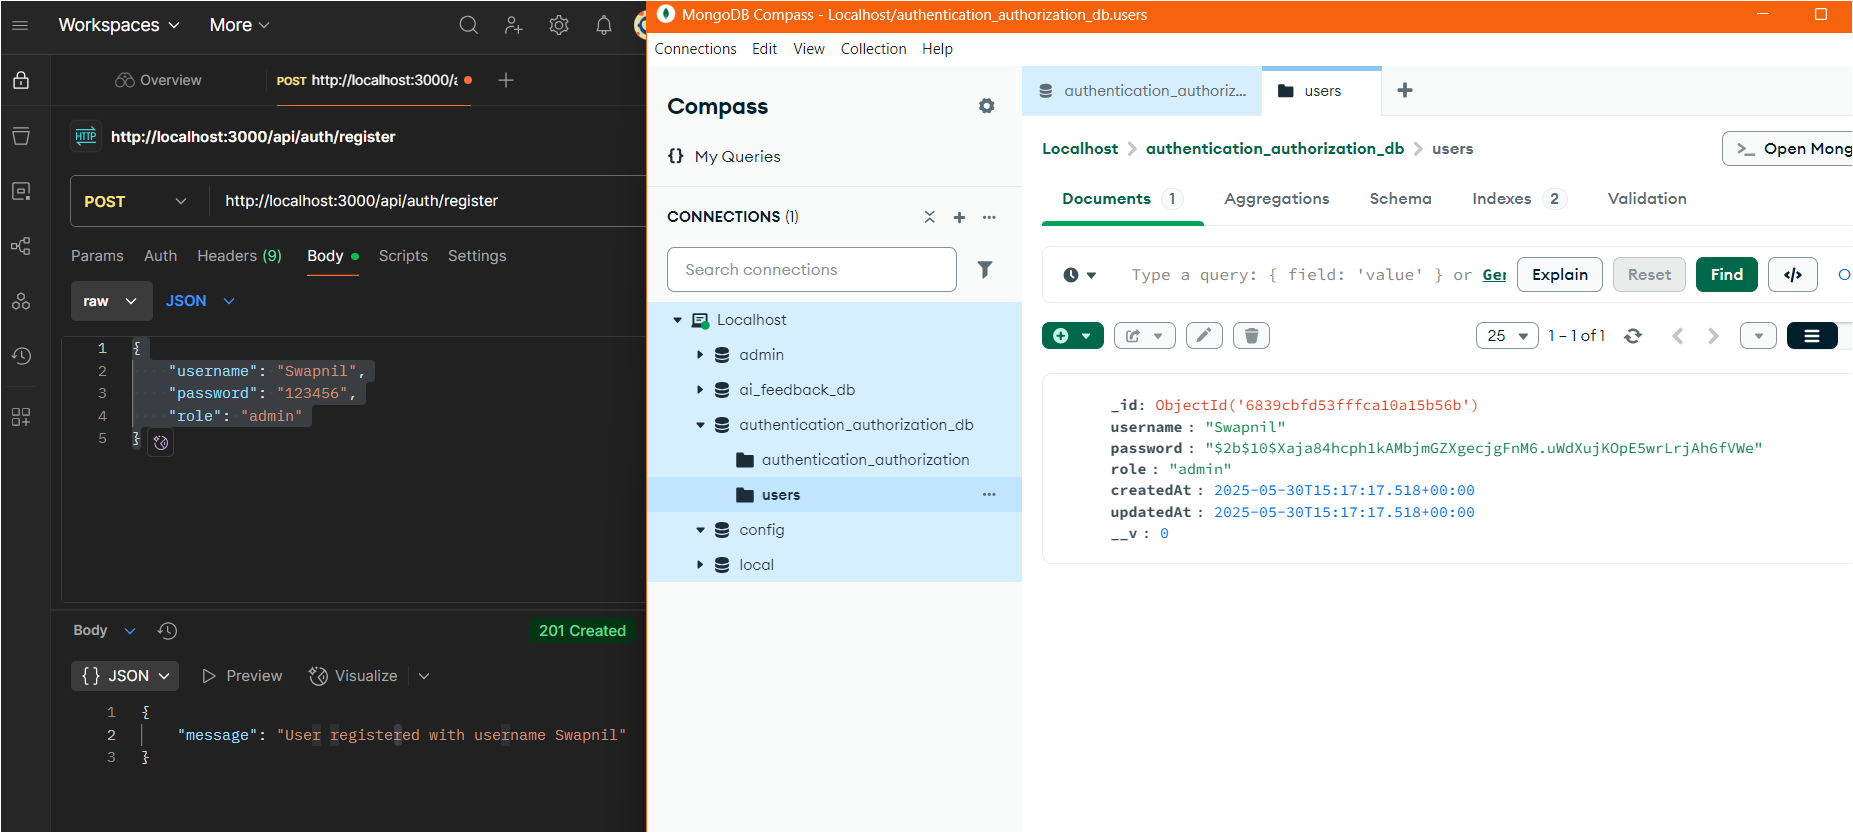 Workspaces
More
Overview
POST http://localhost:3000/a
HTTP http://localhost:3000/api/auth/register
POST http://localhost:3000/api/auth/register
Params Auth Headers (9) Body Scripts Settings
raw JSON
1 {
2 "username": "Swapnil",
3 "password": "123456",
4 "role": "admin"
5 }
Body
201 Created
{} JSON Preview Visualize
1 {
2 "message": "User registered with username Swapnil"
3 }
MongoDB Compass - Localhost/authentication_authorization_db.users
Connections Edit View Collection Help
Compass
{} My Queries
CONNECTIONS (1)
Search connections
Localhost
admin
ai_feedback_db
authentication_authorization_db
authentication_authorization
users
config
local
authentication_authoriz...
users
Localhost > authentication_authorization_db > users
>_ Open Mong
Documents 1 Aggregations Schema Indexes 2 Validation
Type a query: { field: 'value' } or Ger
Explain Reset Find </> O
25 1 – 1 of 1
_id: ObjectId('6839cbfd53fffca10a15b56b')
username : "Swapnil"
password : "$2b$10$Xaja84hcph1kAMbjmGZXgecjgFnM6.uWdXujKOpE5wrLrjAh6fVWe"
role : "admin"
createdAt : 2025-05-30T15:17:17.518+00:00
updatedAt : 2025-05-30T15:17:17.518+00:00
__v : 0